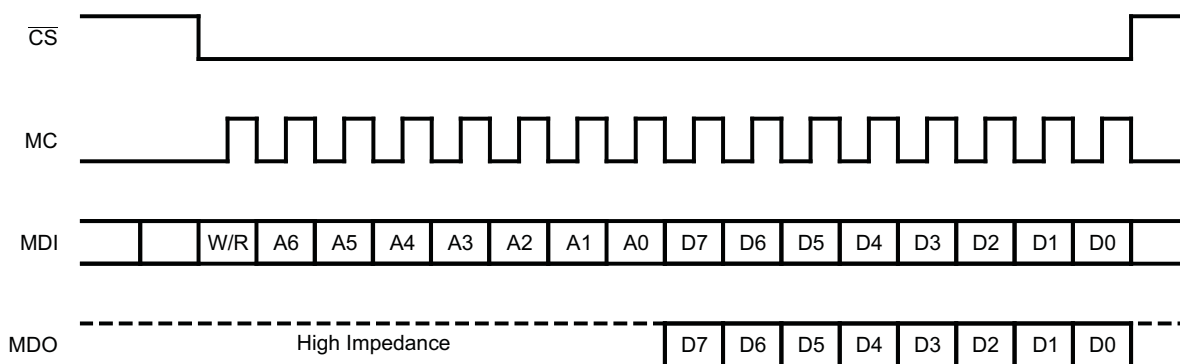 CS
MC
MDI W/R A6 A5 A4 A3 A2 A1 A0 D7 D6 D5 D4 D3 D2 D1 D0
MDO High Impedance D7 D6 D5 D4 D3 D2 D1 D0